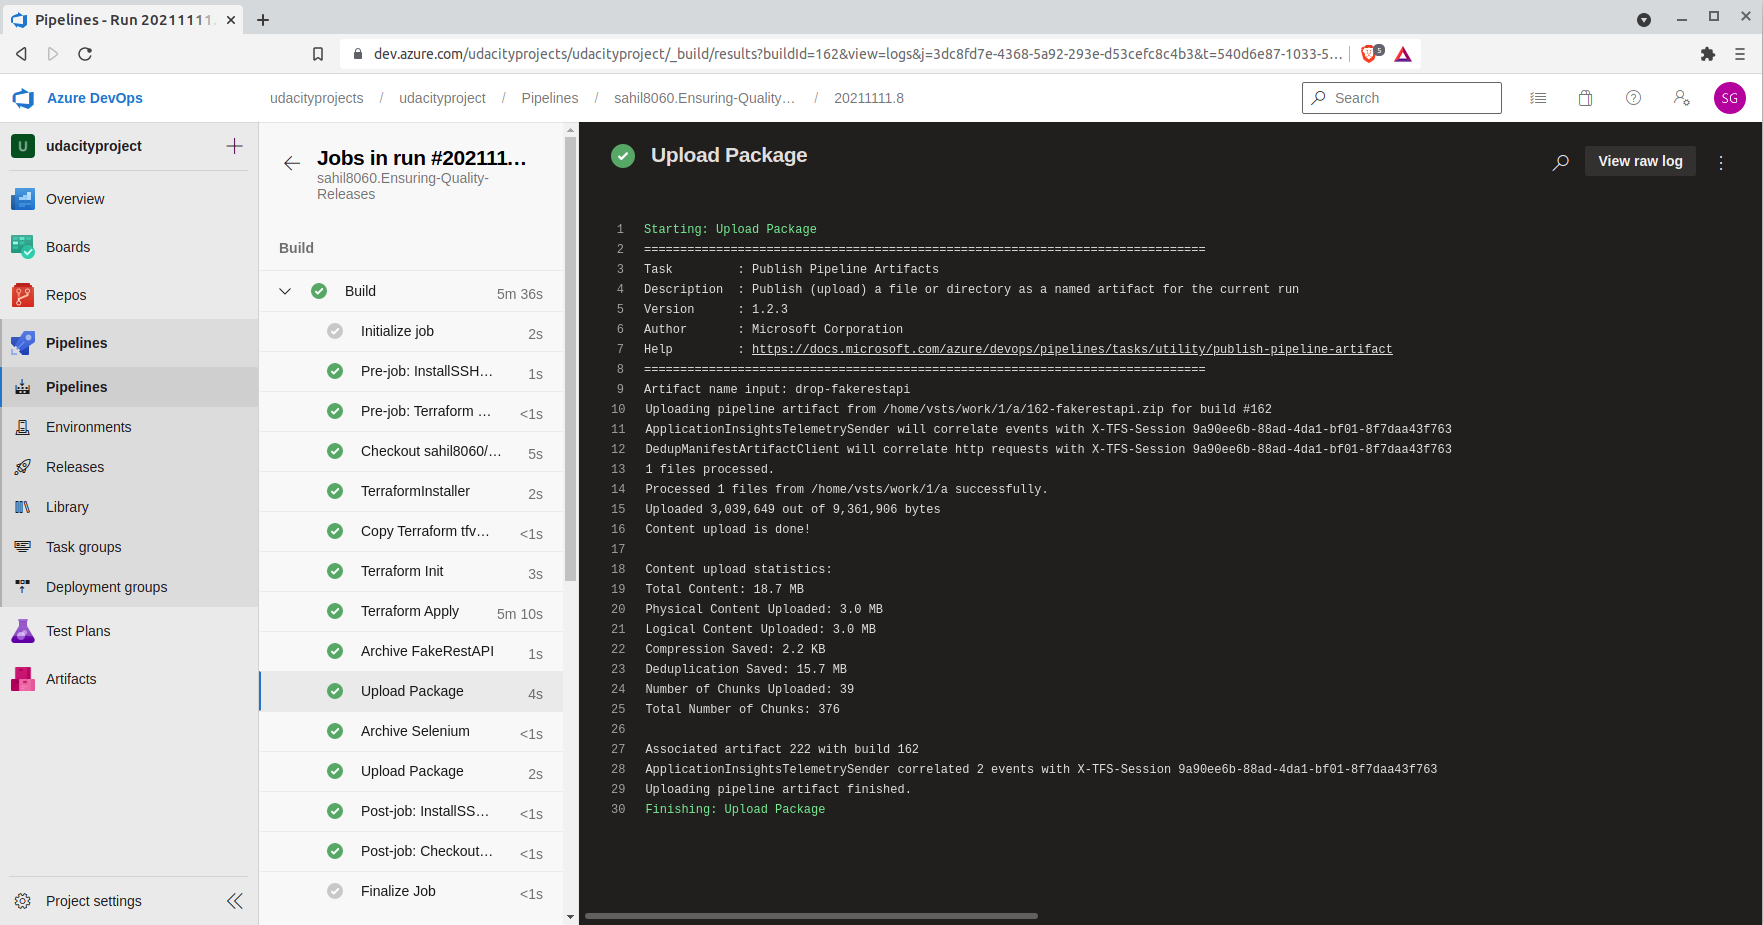 Pipelines - Run 20211111.
dev.azure.com/udacityprojects/udacityproject/_build/results?buildId=162&view=logs&j=3dc8fd7e-4368-5a92-293e-d53cefc8c4b3&t=540d6e87-1033-5...
5
Azure DevOps
udacityprojects / udacityproject / Pipelines / sahil8060.Ensuring-Quality... / 20211111.8
Search
SG
U udacityproject
Overview
Boards
Repos
Pipelines
Pipelines
Environments
Releases
Library
Task groups
Deployment groups
Test Plans
Artifacts
Project settings
Jobs in run #202111...
sahil8060.Ensuring-Quality-
Releases
Build
Build 5m 36s
Initialize job 2s
Pre-job: InstallSSH... 1s
Pre-job: Terraform ... <1s
Checkout sahil8060/... 5s
TerraformInstaller 2s
Copy Terraform tfv... <1s
Terraform Init 3s
Terraform Apply 5m 10s
Archive FakeRestAPI 1s
Upload Package 4s
Archive Selenium <1s
Upload Package 2s
Post-job: InstallSS... <1s
Post-job: Checkout... <1s
Finalize Job <1s
Upload Package
View raw log
1 Starting: Upload Package
2 ==============================================================================
3 Task         : Publish Pipeline Artifacts
4 Description  : Publish (upload) a file or directory as a named artifact for the current run
5 Version      : 1.2.3
6 Author       : Microsoft Corporation
7 Help         : https://docs.microsoft.com/azure/devops/pipelines/tasks/utility/publish-pipeline-artifact
8 ==============================================================================
9 Artifact name input: drop-fakerestapi
10 Uploading pipeline artifact from /home/vsts/work/1/a/162-fakerestapi.zip for build #162
11 ApplicationInsightsTelemetrySender will correlate events with X-TFS-Session 9a90ee6b-88ad-4da1-bf01-8f7daa43f763
12 DedupManifestArtifactClient will correlate http requests with X-TFS-Session 9a90ee6b-88ad-4da1-bf01-8f7daa43f763
13 1 files processed.
14 Processed 1 files from /home/vsts/work/1/a successfully.
15 Uploaded 3,039,649 out of 9,361,906 bytes
16 Content upload is done!
17
18 Content upload statistics:
19 Total Content: 18.7 MB
20 Physical Content Uploaded: 3.0 MB
21 Logical Content Uploaded: 3.0 MB
22 Compression Saved: 2.2 KB
23 Deduplication Saved: 15.7 MB
24 Number of Chunks Uploaded: 39
25 Total Number of Chunks: 376
26
27 Associated artifact 222 with build 162
28 ApplicationInsightsTelemetrySender correlated 2 events with X-TFS-Session 9a90ee6b-88ad-4da1-bf01-8f7daa43f763
29 Uploading pipeline artifact finished.
30 Finishing: Upload Package